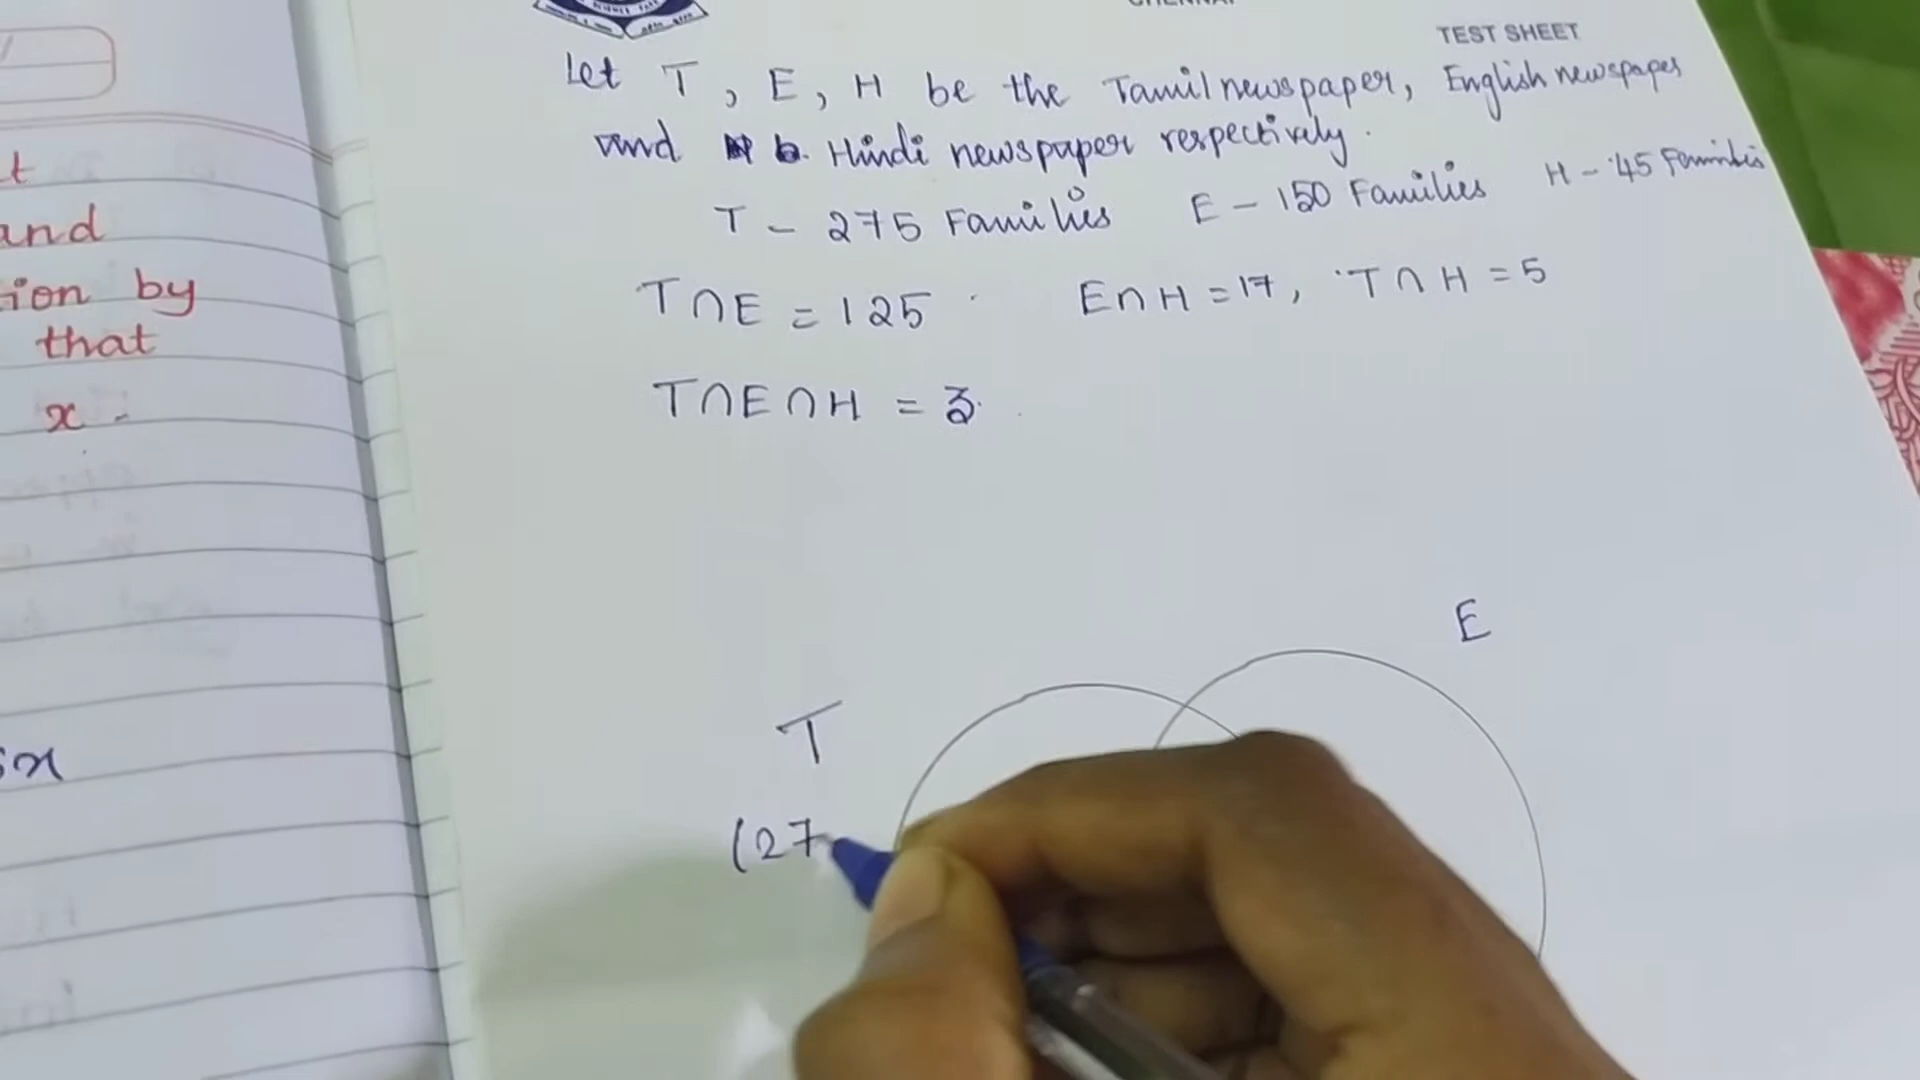 TEST SHEET
Let T, E, H be the Tamil newspaper, English newspaper
and Hindi newspaper respectively.
T - 275 Families E - 150 Families H - 45 Families
T∩E = 125 E∩H = 17, T∩H = 5
T∩E∩H = 3.
E
T
(27
and
ion by
that
x